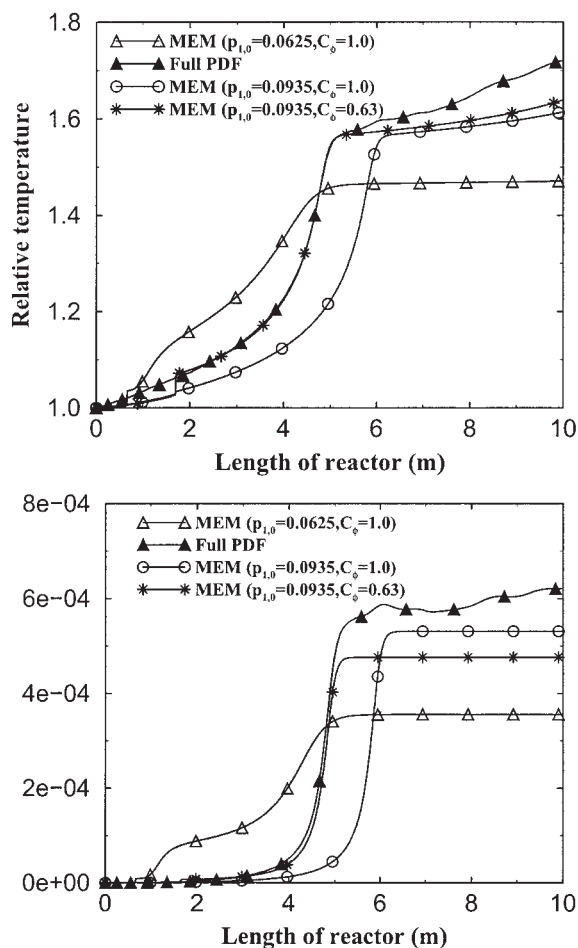 1.8
1.6
1.4
1.2
1.0
Relative temperature
MEM (p1,0=0.0625,Cϕ=1.0)
Full PDF
MEM (p1,0=0.0935,Cϕ=1.0)
MEM (p1,0=0.0935,Cϕ=0.63)
0 2 4 6 8 10
Length of reactor (m)
8e−04
6e−04
4e−04
2e−04
0e+00
MEM (p1,0=0.0625,Cϕ=1.0)
Full PDF
MEM (p1,0=0.0935,Cϕ=1.0)
MEM (p1,0=0.0935,Cϕ=0.63)
0 2 4 6 8 10
Length of reactor (m)